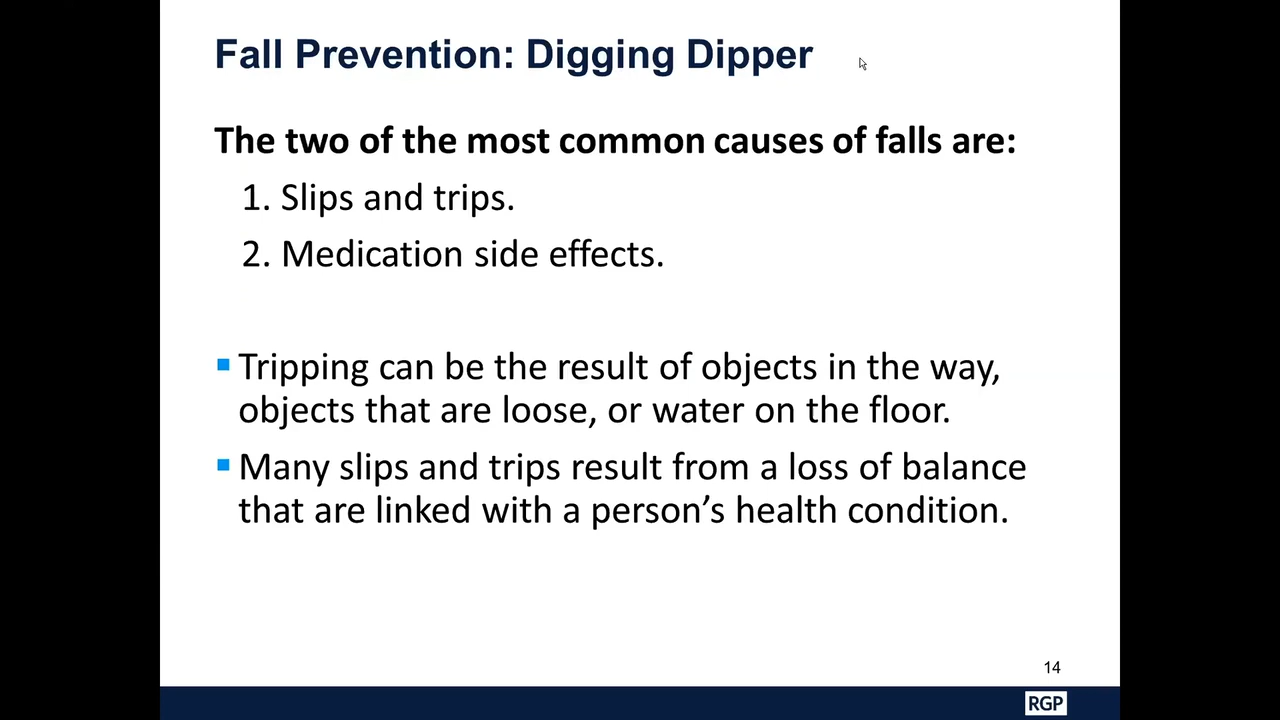 Fall Prevention: Digging Dipper
The two of the most common causes of falls are:
1. Slips and trips.
2. Medication side effects.
Tripping can be the result of objects in the way,
objects that are loose, or water on the floor.
Many slips and trips result from a loss of balance
that are linked with a person’s health condition.
14
RGP